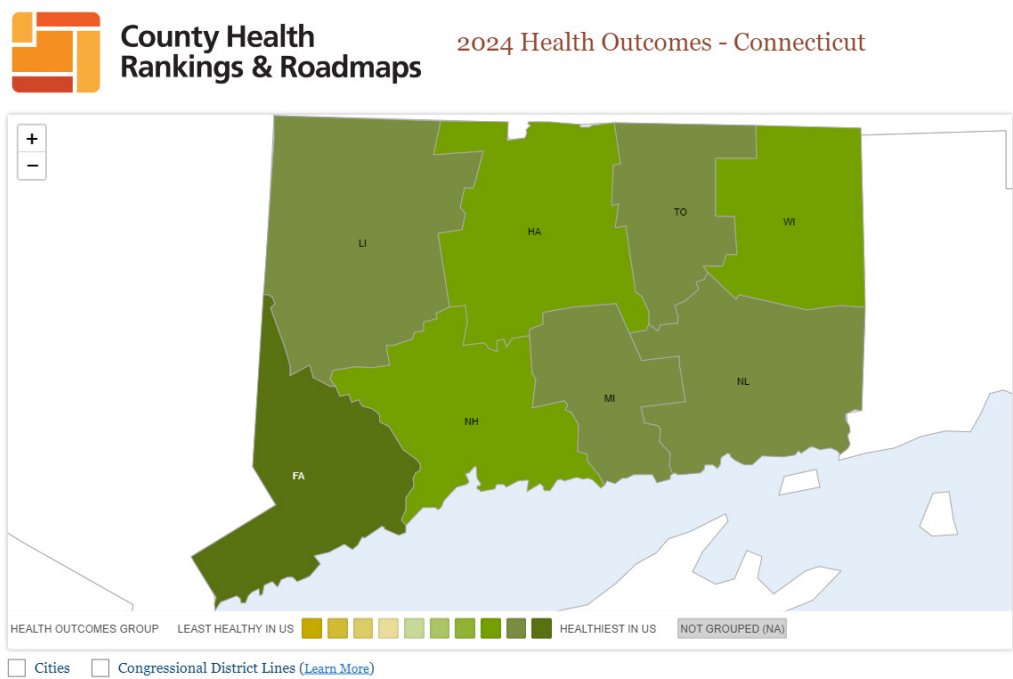 County Health
Rankings & Roadmaps
2024 Health Outcomes - Connecticut
+
−
LI
HA
TO
WI
NH
MI
NL
FA
HEALTH OUTCOMES GROUP LEAST HEALTHY IN US HEALTHIEST IN US NOT GROUPED (NA)
Cities Congressional District Lines (Learn More)